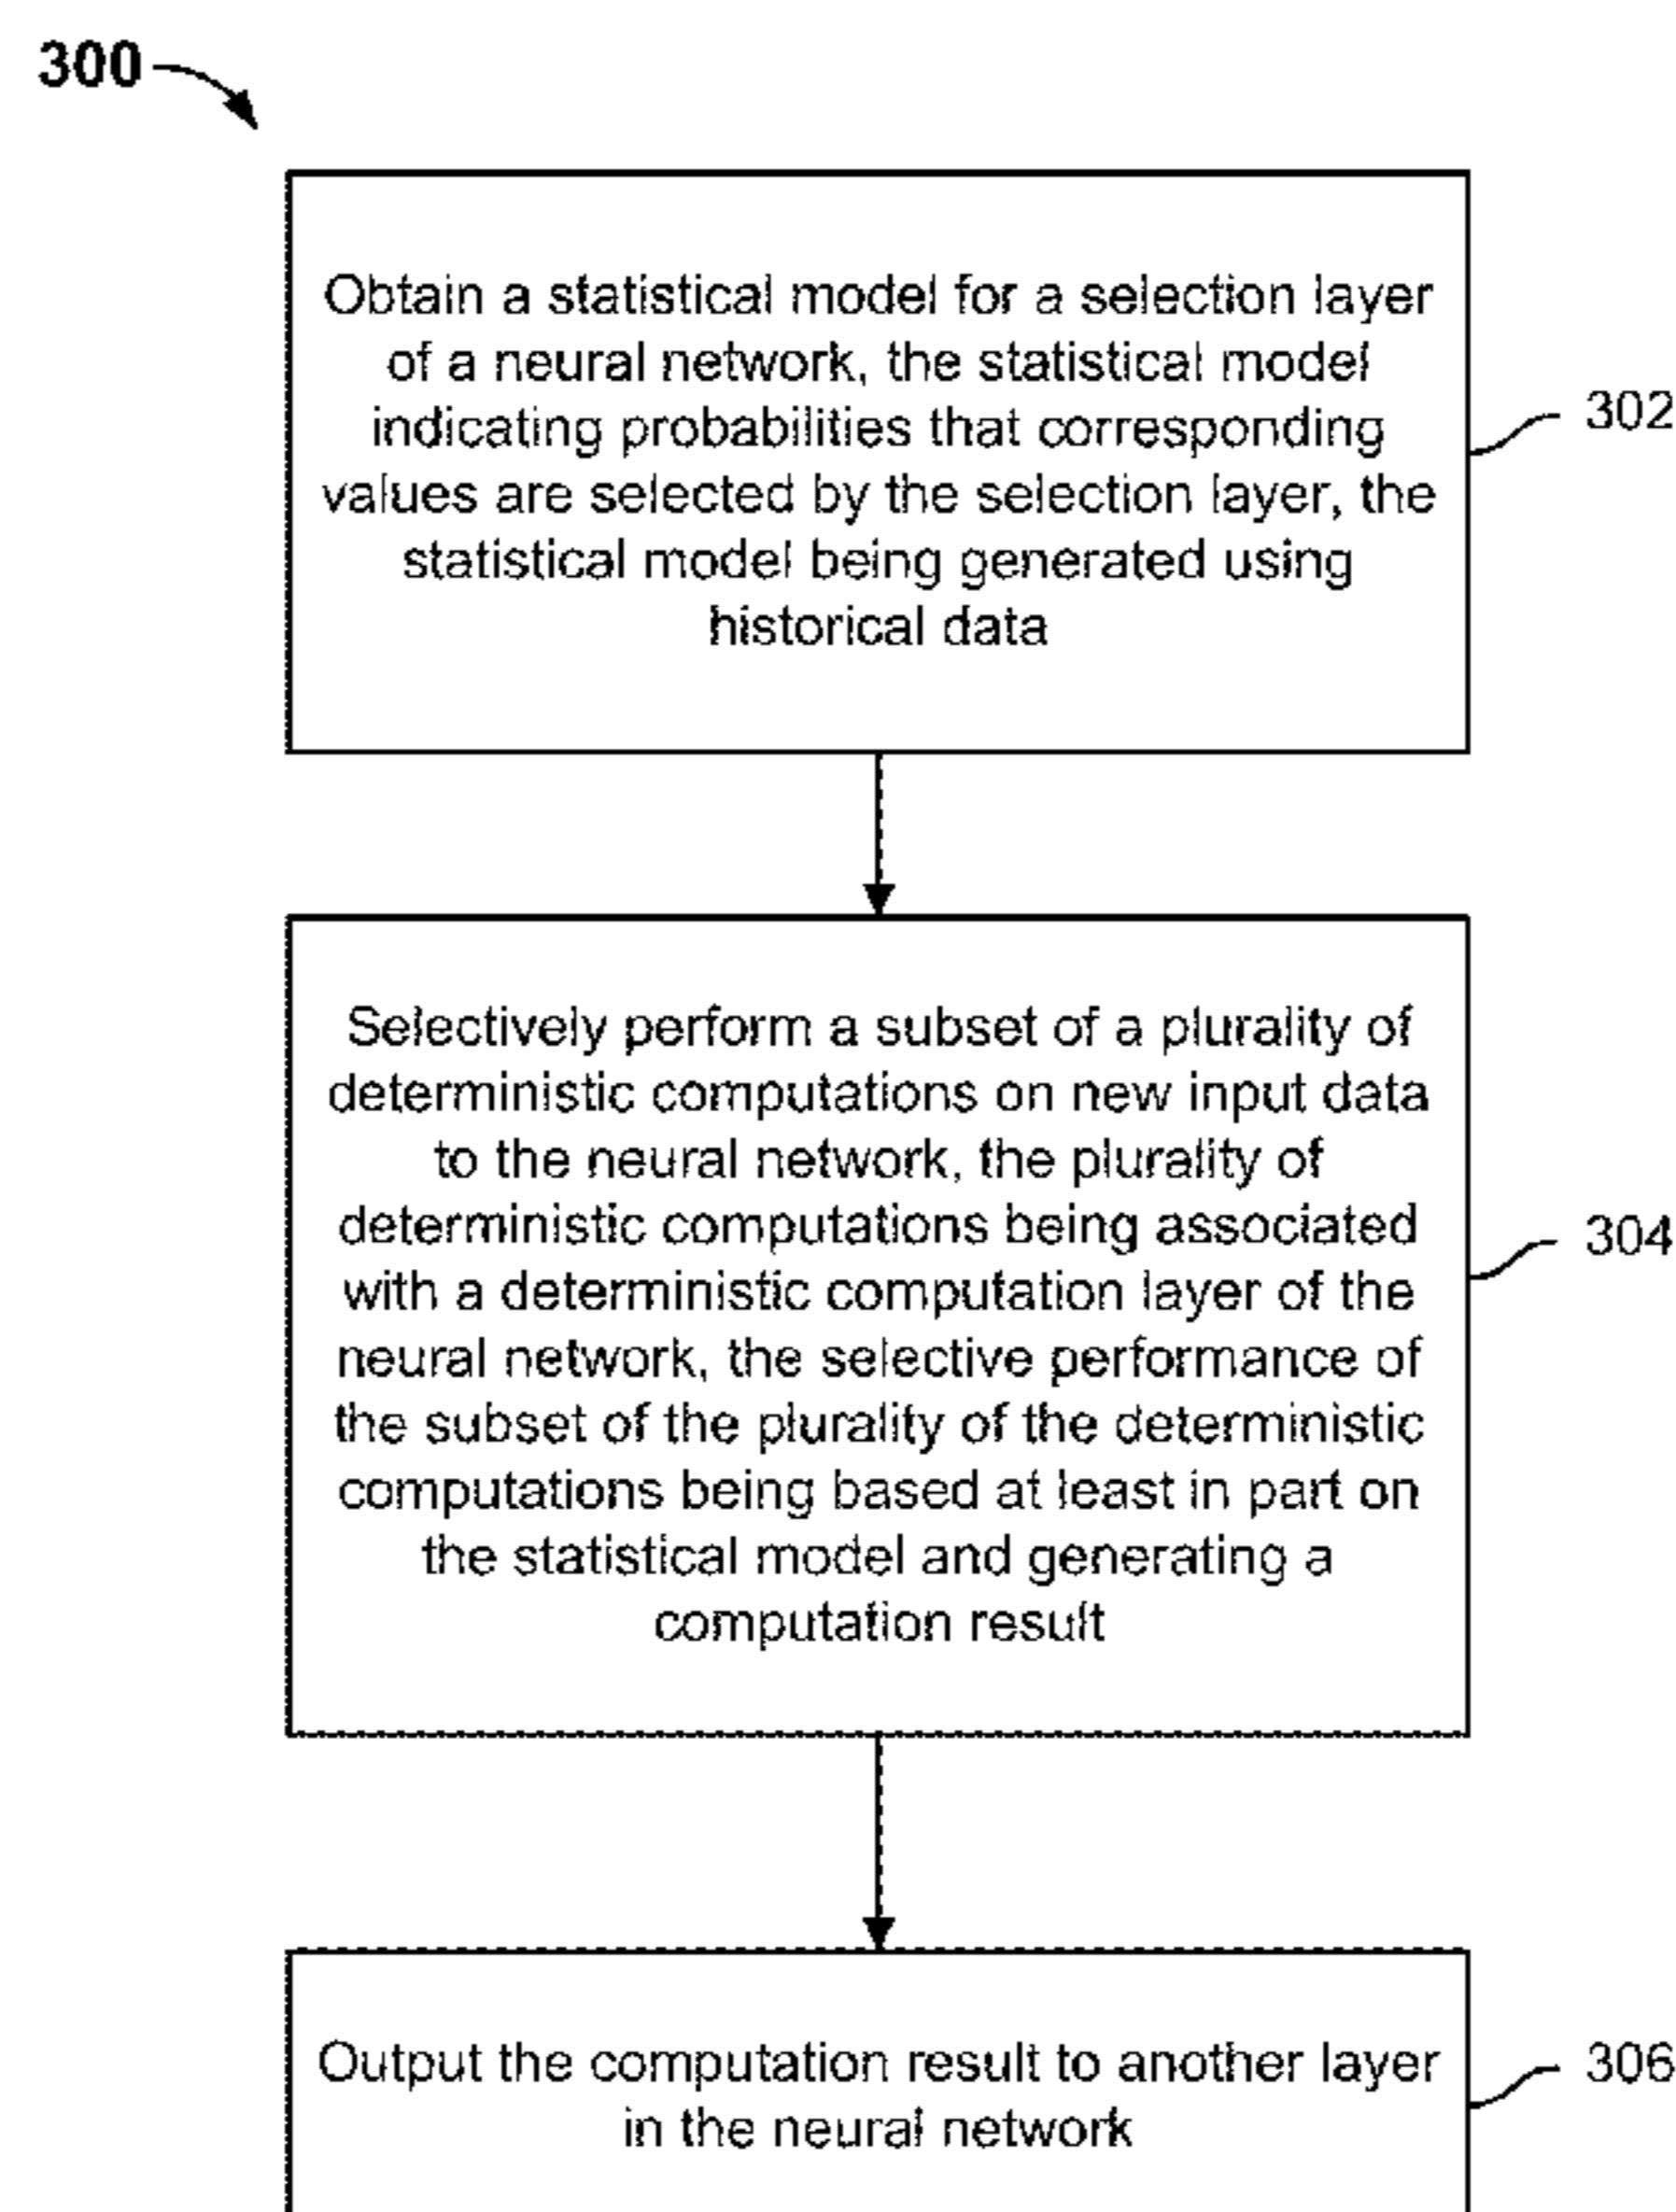 300
Obtain a statistical model for a selection layer
of a neural network, the statistical model
indicating probabilities that corresponding
values are selected by the selection layer, the
statistical model being generated using
historical data
302
Selectively perform a subset of a plurality of
deterministic computations on new input data
to the neural network, the plurality of
deterministic computations being associated
with a deterministic computation layer of the
neural network, the selective performance of
the subset of the plurality of the deterministic
computations being based at least in part on
the statistical model and generating a
computation result
304
Output the computation result to another layer
in the neural network
306